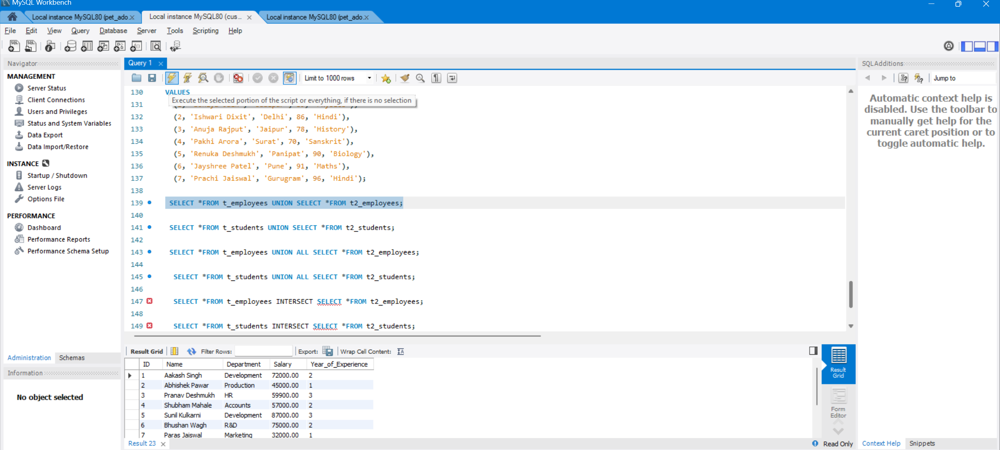 MySQL Workbench
Local instance MySQL80 (pet_ado.x
Local instance MySQL80 (cus... x
Local instance MySQL80 (pet_ado.x
File Edit View Query Database Server Tools Scripting Help
Navigator
Query 1 x
SQLAdditions
MANAGEMENT
Server Status
Client Connections
Users and Privileges
Status and System Variables
Data Export
Data Import/Restore
INSTANCE
Startup / Shutdown
Server Logs
Options File
PERFORMANCE
Dashboard
Performance Reports
Performance Schema Setup
Administration Schemas
Information
No object selected
Limit to 1000 rows
130 VALUES
Execute the selected portion of the script or everything, if there is no selection
131
132 (2, 'Ishwari Dixit', 'Delhi', 86, 'Hindi'),
133 (3, 'Anuja Rajput', 'Jaipur', 78, 'History'),
134 (4, 'Pakhi Arora', 'Surat', 70, 'Sanskrit'),
135 (5, 'Renuka Deshmukh', 'Panipat', 90, 'Biology'),
136 (6, 'Jayshree Patel', 'Pune', 91, 'Maths'),
137 (7, 'Prachi Jaiswal', 'Gurugram', 96, 'Hindi');
138
139 SELECT *FROM t_employees UNION SELECT *FROM t2_employees;
140
141 SELECT *FROM t_students UNION SELECT *FROM t2_students;
142
143 SELECT *FROM t_employees UNION ALL SELECT *FROM t2_employees;
144
145 SELECT *FROM t_students UNION ALL SELECT *FROM t2_students;
146
147 SELECT *FROM t_employees INTERSECT SELECT *FROM t2_employees;
148
149 SELECT *FROM t_students INTERSECT SELECT *FROM t2_students;
Result Grid Filter Rows: Export: Wrap Cell Content:
ID Name Department Salary Year_of_Experience
1 Aakash Singh Development 72000.00 2
2 Abhishek Pawar Production 45000.00 1
3 Pranav Deshmukh HR 59900.00 3
4 Shubham Mahale Accounts 57000.00 2
5 Sunil Kulkarni Development 87000.00 3
6 Bhushan Wagh R&D 75000.00 2
7 Paras Jaiswal Marketing 32000.00 1
Result 23 x
Result
Grid
Form
Editor
Read Only
Jump to
Automatic context help is
disabled. Use the toolbar to
manually get help for the
current caret position or to
toggle automatic help.
Context Help Snippets